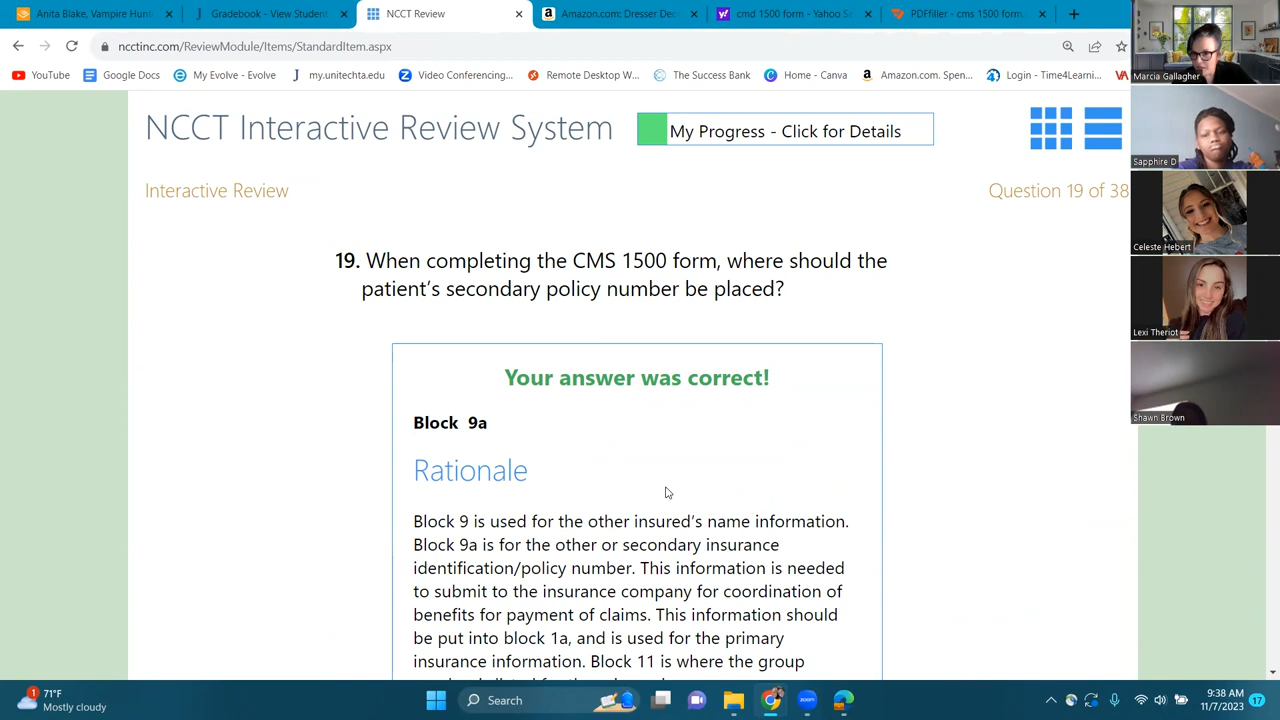 Anita Blake, Vampire Hunt
Gradebook - View Student
NCCT Review
Amazon.com: Dresser Dec
cmd 1500 form - Yahoo Se
PDFfiller - cms 1500 form.
ncctinc.com/ReviewModule/Items/StandardItem.aspx
YouTube
Google Docs
My Evolve - Evolve
my.unitechta.edu
Video Conferencing...
Remote Desktop W...
The Success Bank
Home - Canva
Amazon.com. Spen...
Login - Time4Learni...
VA
NCCT Interactive Review System
My Progress - Click for Details
Interactive Review
Question 19 of 38
19. When completing the CMS 1500 form, where should the
patient's secondary policy number be placed?
Your answer was correct!
Block 9a
Rationale
Block 9 is used for the other insured's name information.
Block 9a is for the other or secondary insurance
identification/policy number. This information is needed
to submit to the insurance company for coordination of
benefits for payment of claims. This information should
be put into block 1a, and is used for the primary
insurance information. Block 11 is where the group
Marcia Gallagher
Sapphire D
Celeste Hebert
Lexi Theriot
Shawn Brown
1
71°F
Mostly cloudy
Search
9:38 AM
11/7/2023
17